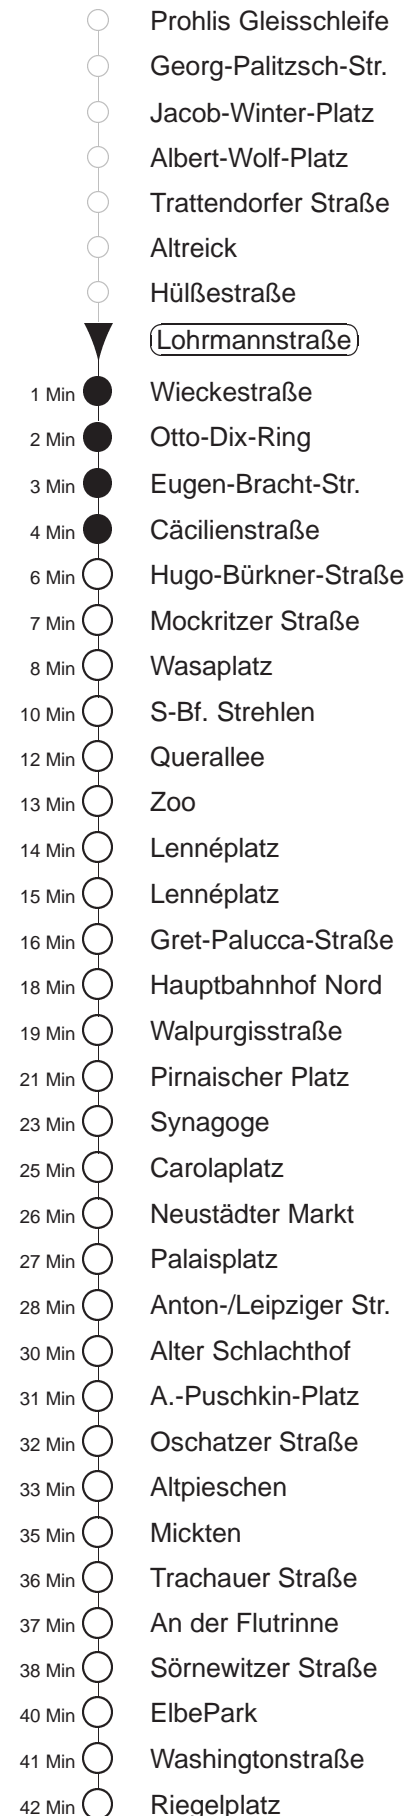 Prohlis Gleisschleife
Georg-Palitzsch-Str.
Jacob-Winter-Platz
Albert-Wolf-Platz
Trattendorfer Straße
Altreick
Hülßestraße
Lohrmannstraße
1 Min Wieckestraße
2 Min Otto-Dix-Ring
3 Min Eugen-Bracht-Str.
4 Min Cäcilienstraße
6 Min Hugo-Bürkner-Straße
7 Min Mockritzer Straße
8 Min Wasaplatz
10 Min S-Bf. Strehlen
12 Min Querallee
13 Min Zoo
14 Min Lennéplatz
15 Min Lennéplatz
16 Min Gret-Palucca-Straße
18 Min Hauptbahnhof Nord
19 Min Walpurgisstraße
21 Min Pirnaischer Platz
23 Min Synagoge
25 Min Carolaplatz
26 Min Neustädter Markt
27 Min Palaisplatz
28 Min Anton-/Leipziger Str.
30 Min Alter Schlachthof
31 Min A.-Puschkin-Platz
32 Min Oschatzer Straße
33 Min Altpieschen
35 Min Mickten
36 Min Trachauer Straße
37 Min An der Flutrinne
38 Min Sörnewitzer Straße
40 Min ElbePark
41 Min Washingtonstraße
42 Min Riegelplatz